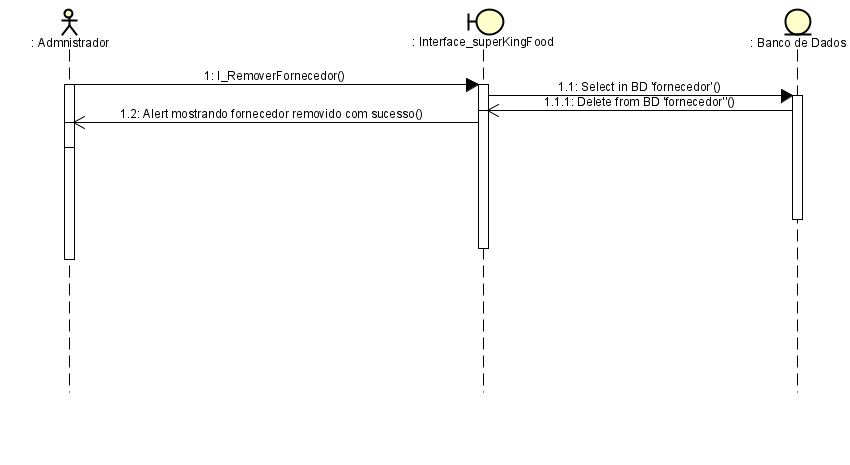 : Admnistrador
: Interface_superKingFood
: Banco de Dados
1: I_RemoverFornecedor()
1.1: Select in BD 'fornecedor'()
1.1.1: Delete from BD 'fornecedor''()
1.2: Alert mostrando fornecedor removido com sucesso()